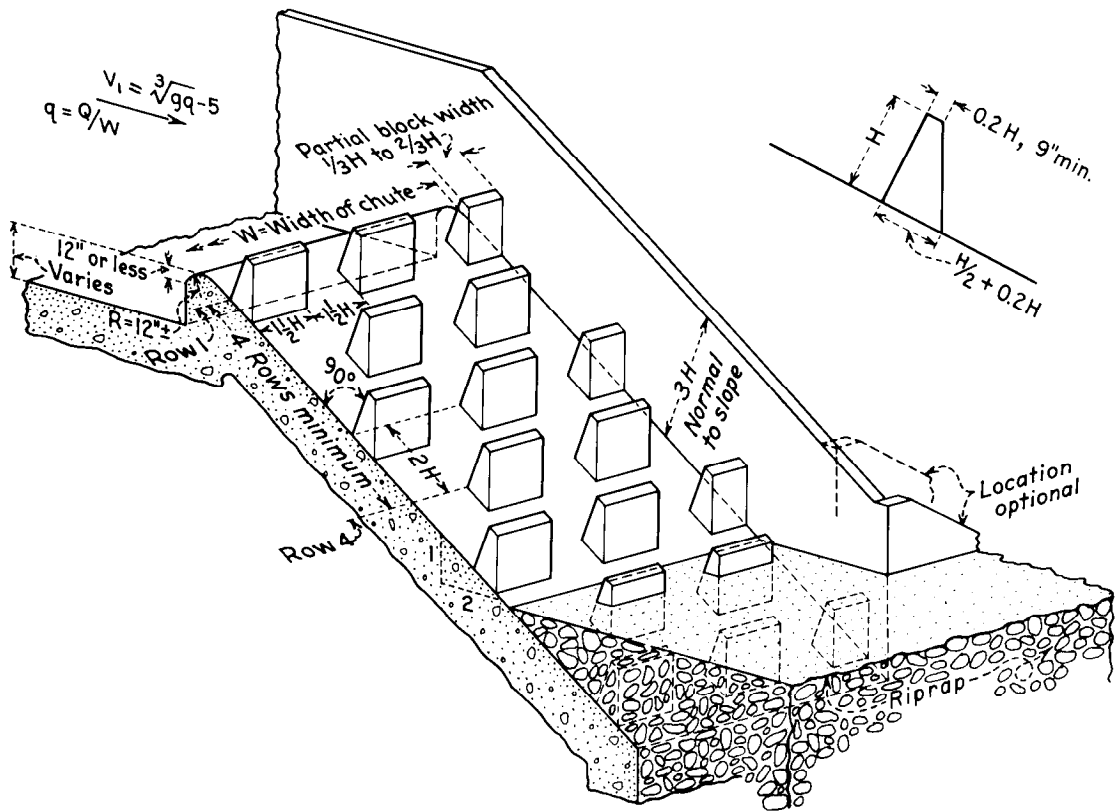 V₁ = ∛gq-5
q = Q/W
Partial block width
1/3H to 2/3H
W=Width of chute
12" or less
Varies
R=12"±
Row 1
1½H
1½H
4 Rows minimum
90°
2H
Row 4
1
2
3H
Normal
to slope
Location
optional
Riprap
H
0.2H, 9"min.
H/2 + 0.2H